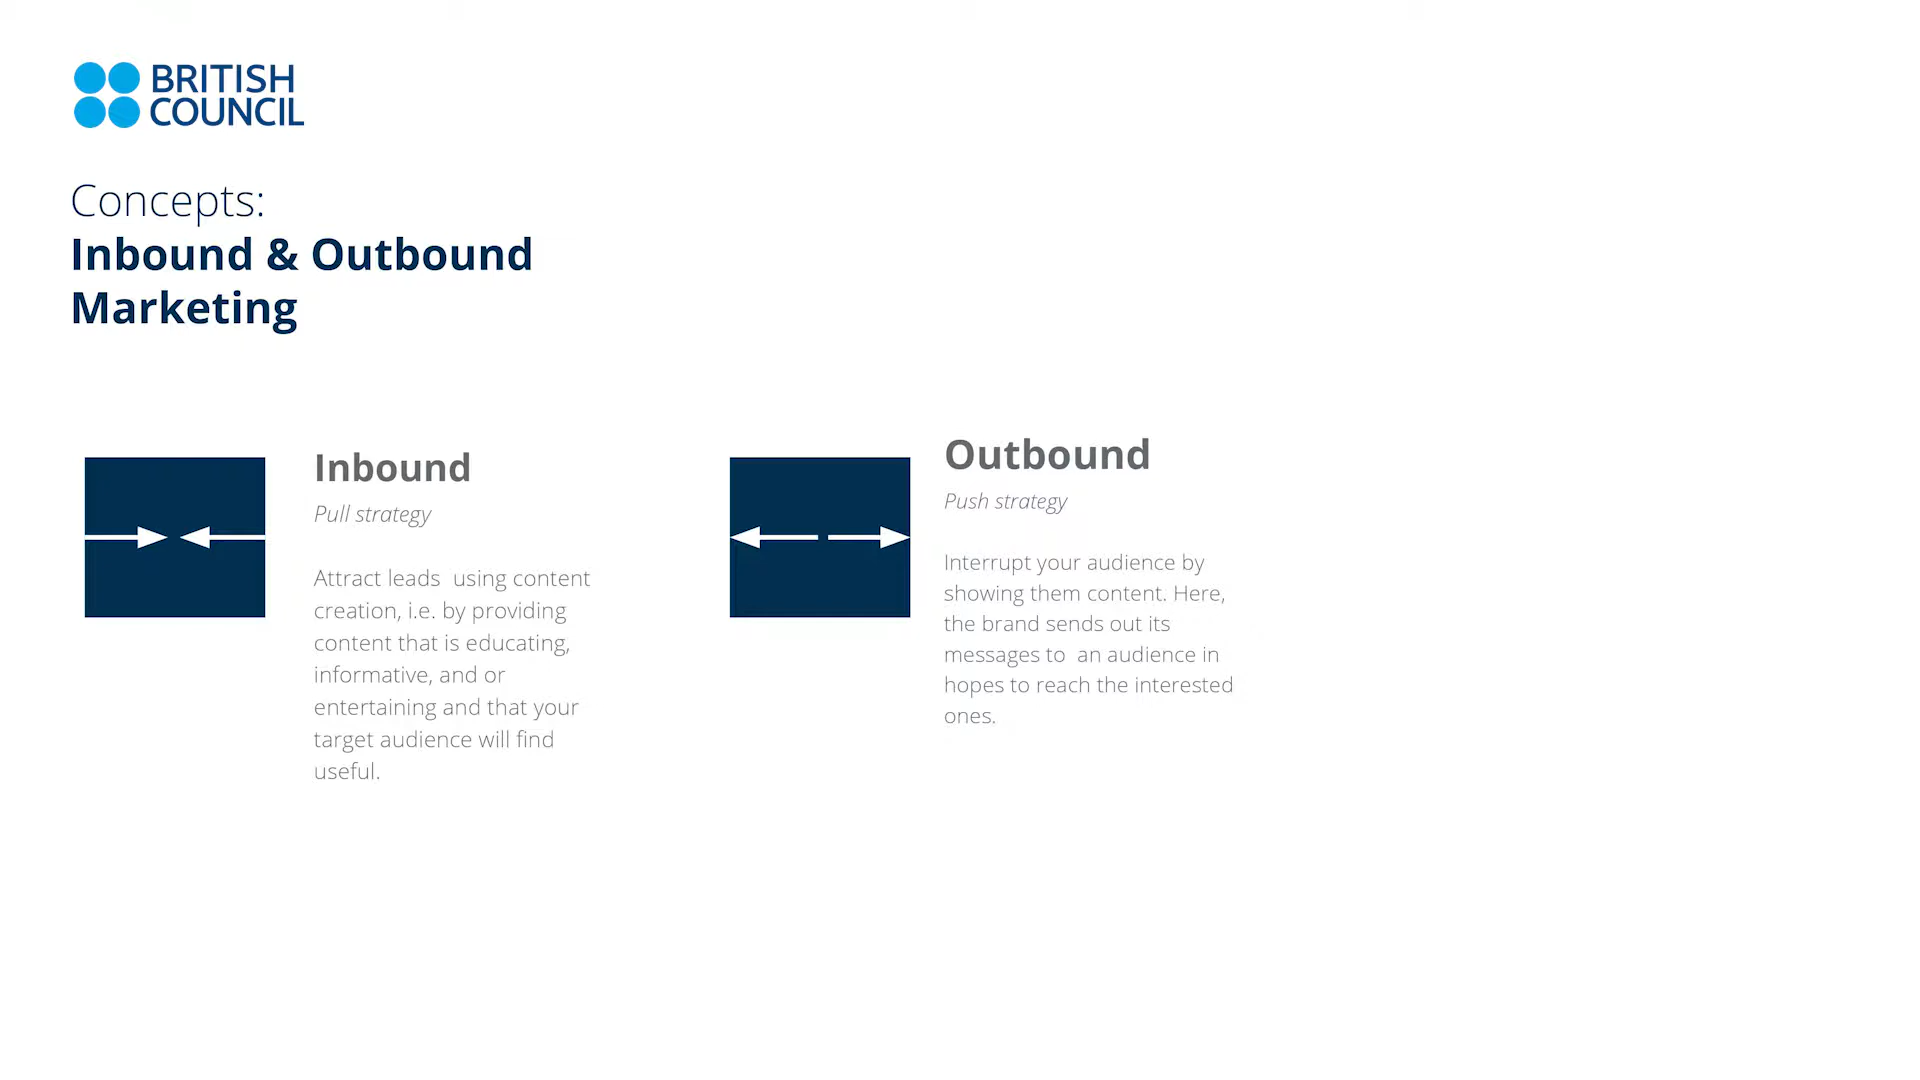 BRITISH
COUNCIL
Concepts:
Inbound & Outbound
Marketing
Inbound
Pull strategy
Attract leads  using content
creation, i.e. by providing
content that is educating,
informative, and or
entertaining and that your
target audience will find
useful.
Outbound
Push strategy
Interrupt your audience by
showing them content. Here,
the brand sends out its
messages to  an audience in
hopes to reach the interested
ones.